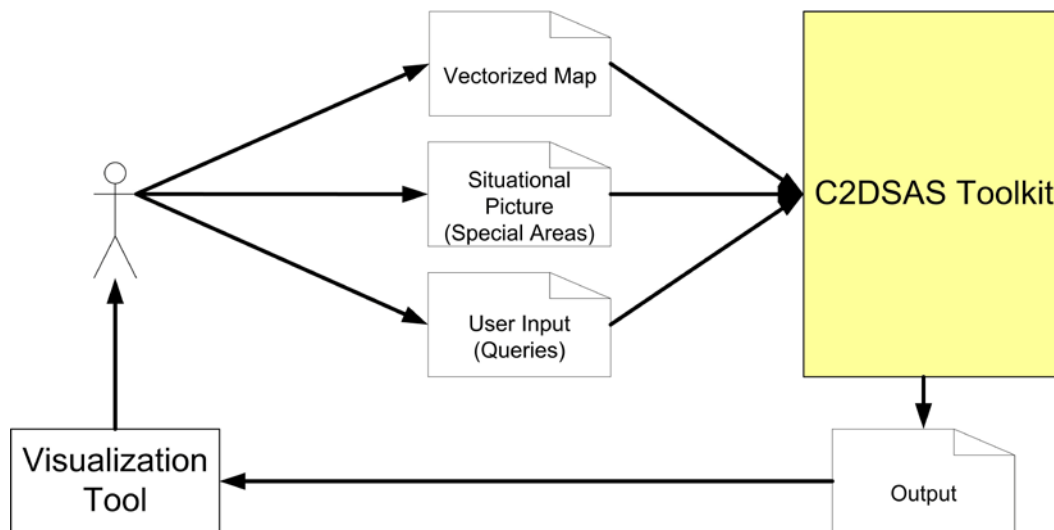 Vectorized Map
Situational
Picture
(Special Areas)
C2DSAS Toolkit
User Input
(Queries)
Visualization
Tool
Output